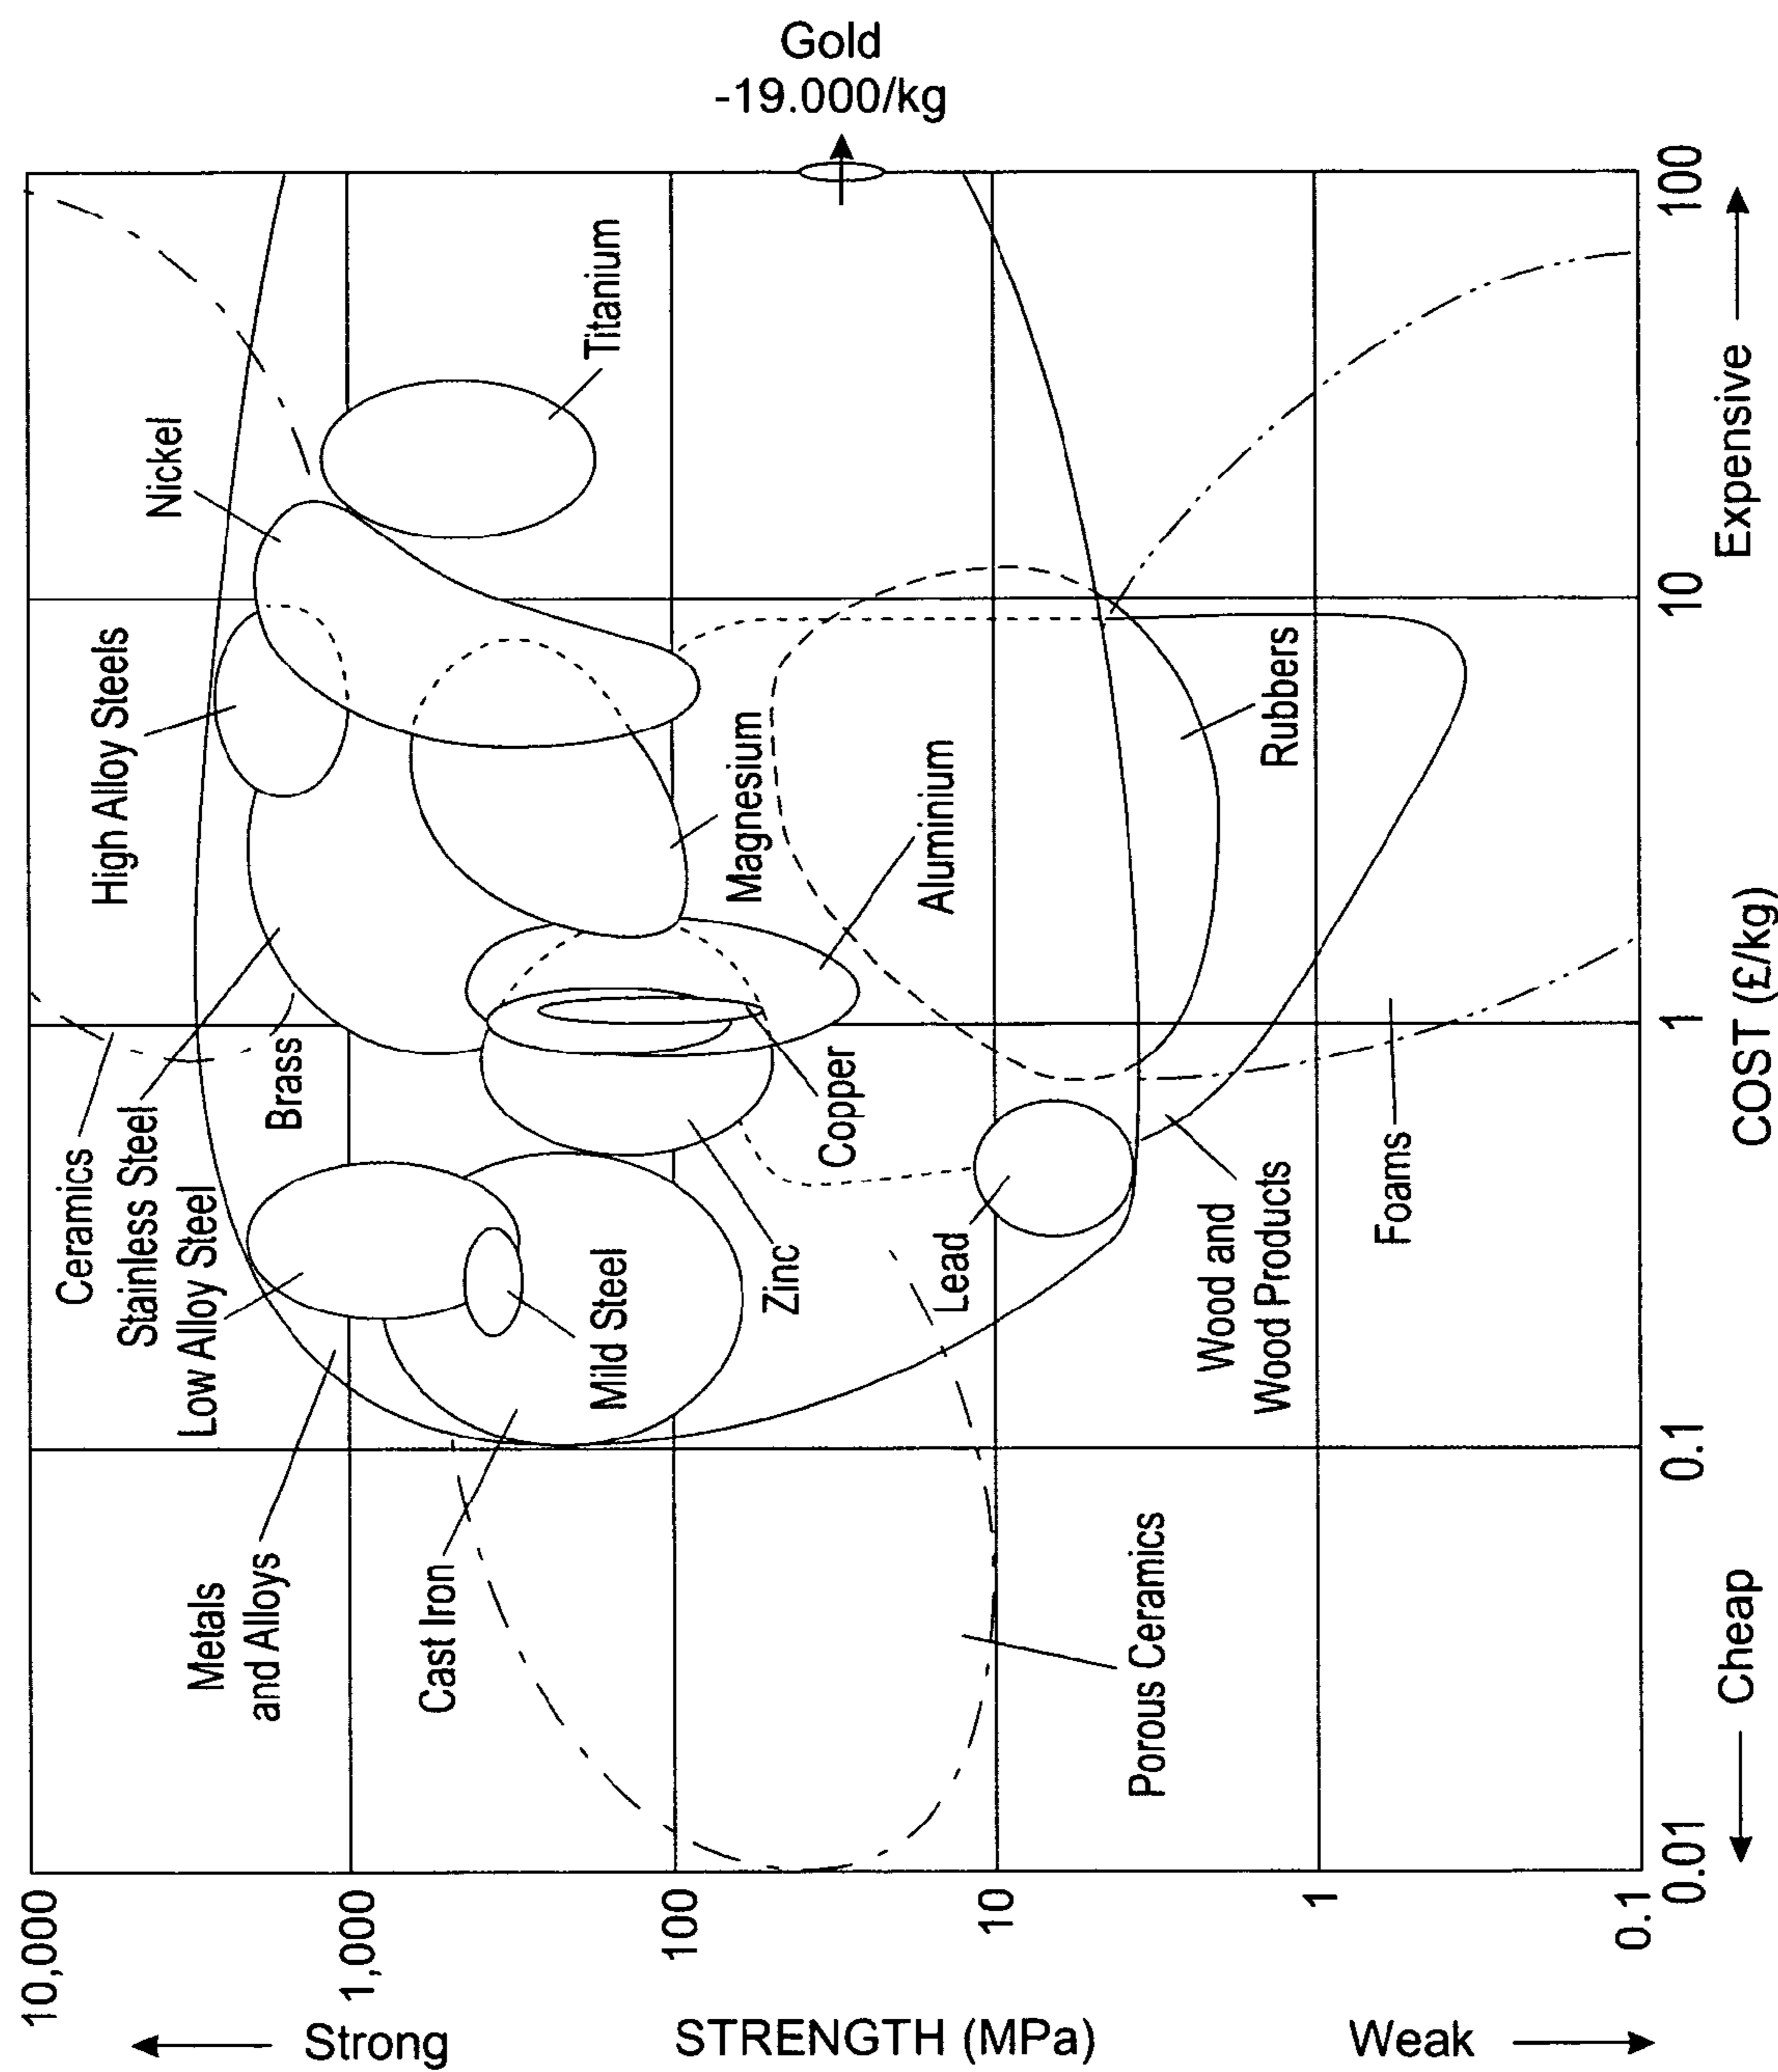 Gold
-19.000/kg
10,000
1,000
100
10
1
0.1
Strong
STRENGTH (MPa)
Weak
0.01
0.1
1
10
100
Cheap
COST (£/kg)
Expensive
Ceramics
Stainless Steel
Low Alloy Steel
Brass
High Alloy Steels
Nickel
Titanium
Metals
and Alloys
Cast Iron
Mild Steel
Zinc
Copper
Magnesium
Aluminium
Lead
Rubbers
Wood and
Wood Products
Foams
Porous Ceramics